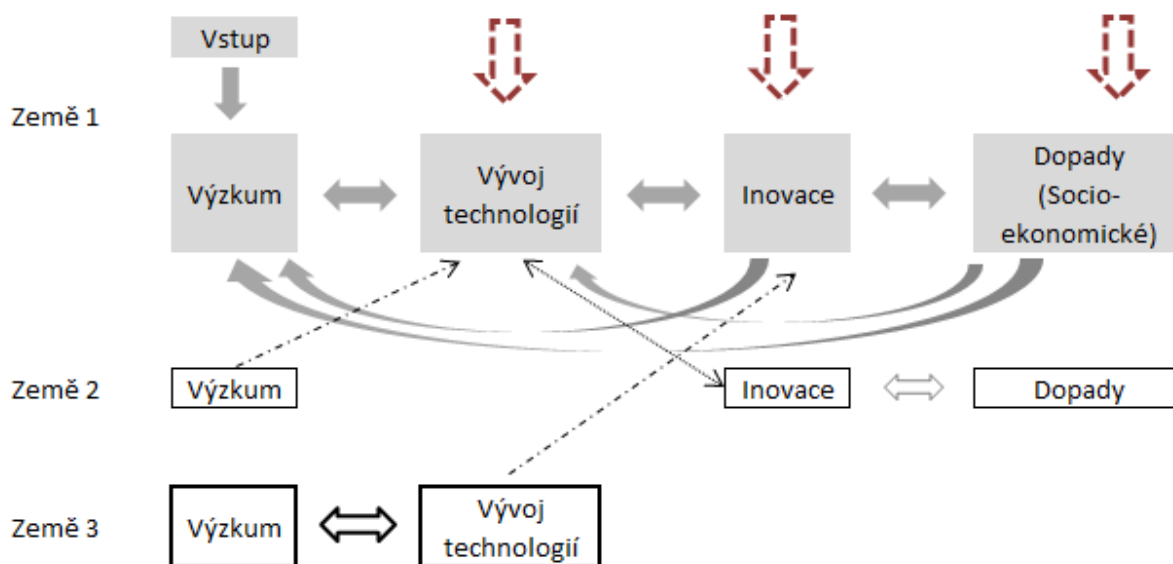 Vstup
Země 1
Výzkum
Vývoj
technologií
Inovace
Dopady
(Socio-
ekonomické)
Země 2
Výzkum
Inovace
Dopady
Země 3
Výzkum
Vývoj
technologií